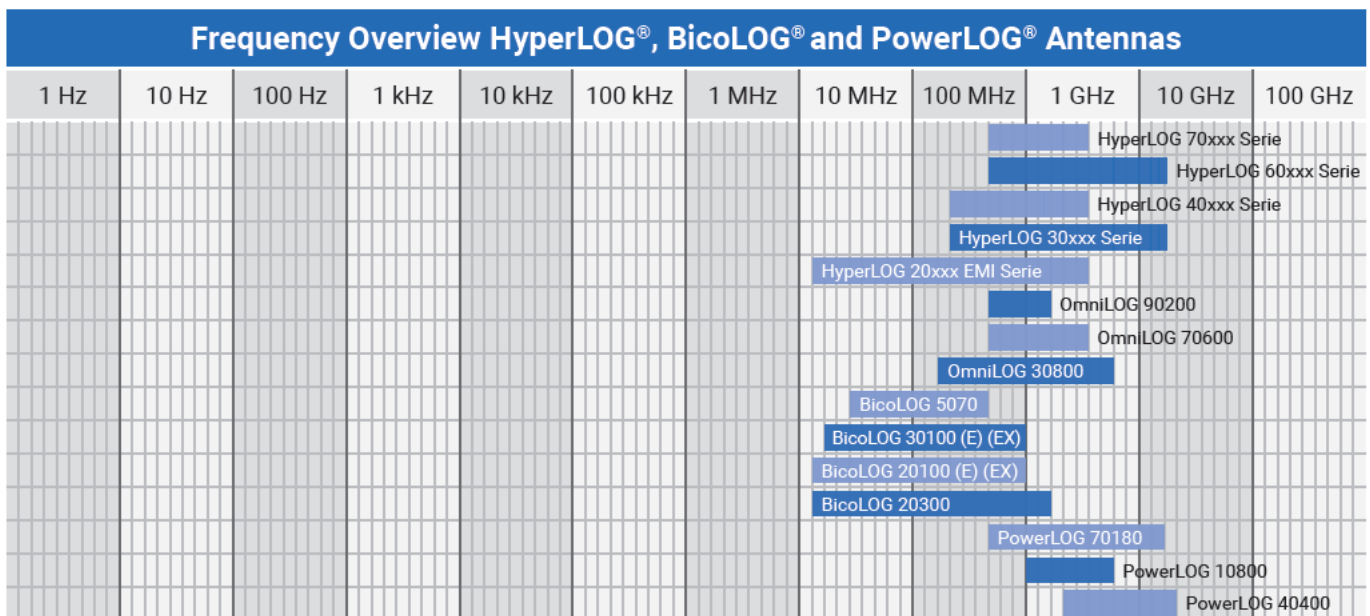 Frequency Overview HyperLOG®, BicoLOG® and PowerLOG® Antennas
1 Hz 10 Hz 100 Hz 1 kHz 10 kHz 100 kHz 1 MHz 10 MHz 100 MHz 1 GHz 10 GHz 100 GHz
HyperLOG 70xxx Serie
HyperLOG 60xxx Serie
HyperLOG 40xxx Serie
HyperLOG 30xxx Serie
HyperLOG 20xxx EMI Serie
OmniLOG 90200
OmniLOG 70600
OmniLOG 30800
BicoLOG 5070
BicoLOG 30100 (E) (EX)
BicoLOG 20100 (E) (EX)
BicoLOG 20300
PowerLOG 70180
PowerLOG 10800
PowerLOG 40400